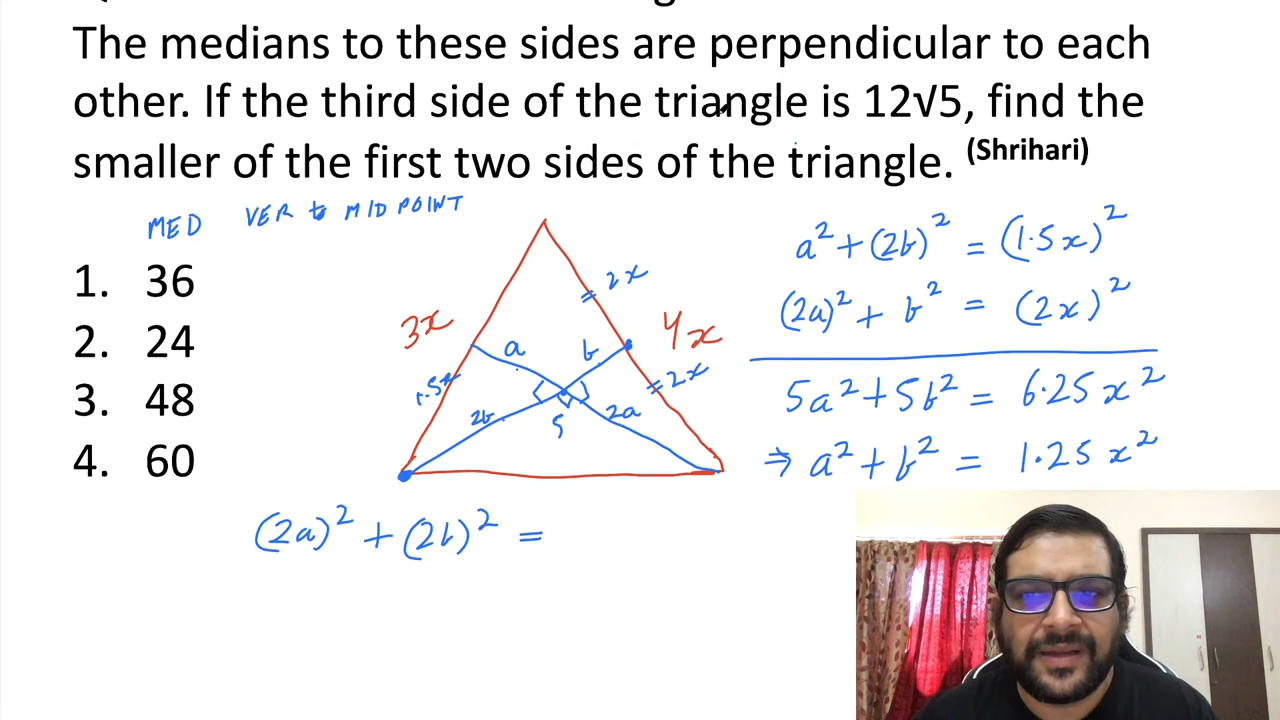 The medians to these sides are perpendicular to each
other. If the third side of the triangle is 12√5, find the
smaller of the first two sides of the triangle. (Shrihari)
MED VER to MID POINT
1. 36
2. 24
3. 48
4. 60
3x
4x
= 2x
= 2x
1.5x
a
b
2b
2a
a² + (2b)² = (1.5x)²
(2a)² + b² = (2x)²
5a² + 5b² = 6.25x²
⇒ a² + b² = 1.25x²
(2a)² + (2b)² =